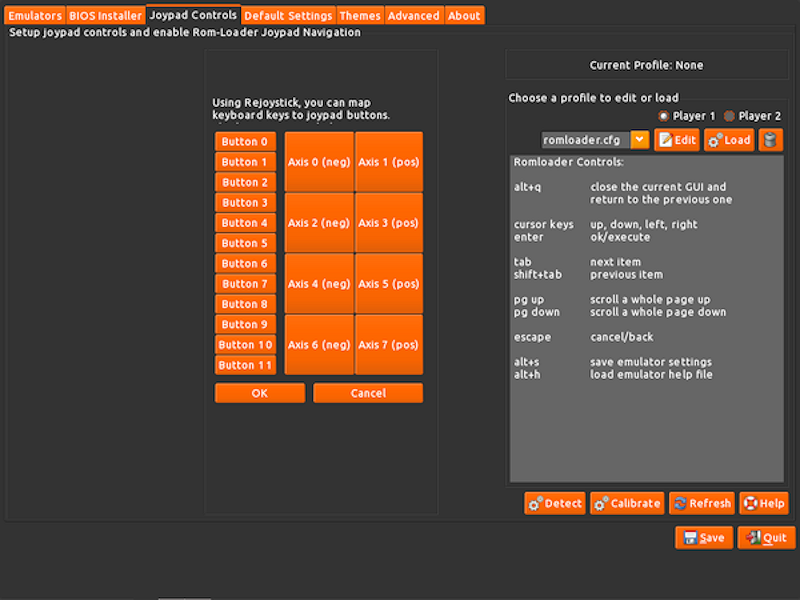 Emulators BIOS Installer Joypad Controls Default Settings Themes Advanced About
Setup joypad controls and enable Rom-Loader Joypad Navigation
Using Rejoystick, you can map
keyboard keys to joypad buttons.
Button 0
Button 1
Button 2
Button 3
Button 4
Button 5
Button 6
Button 7
Button 8
Button 9
Button 10
Button 11
Axis 0 (neg) Axis 1 (pos)
Axis 2 (neg) Axis 3 (pos)
Axis 4 (neg) Axis 5 (pos)
Axis 6 (neg) Axis 7 (pos)
OK Cancel
Current Profile: None
Choose a profile to edit or load
Player 1 Player 2
romloader.cfg Edit Load
Romloader Controls:
alt+q close the current GUI and
return to the previous one
cursor keys up, down, left, right
enter ok/execute
tab next item
shift+tab previous item
pg up scroll a whole page up
pg down scroll a whole page down
escape cancel/back
alt+s save emulator settings
alt+h load emulator help file
Detect Calibrate Refresh Help
Save Quit